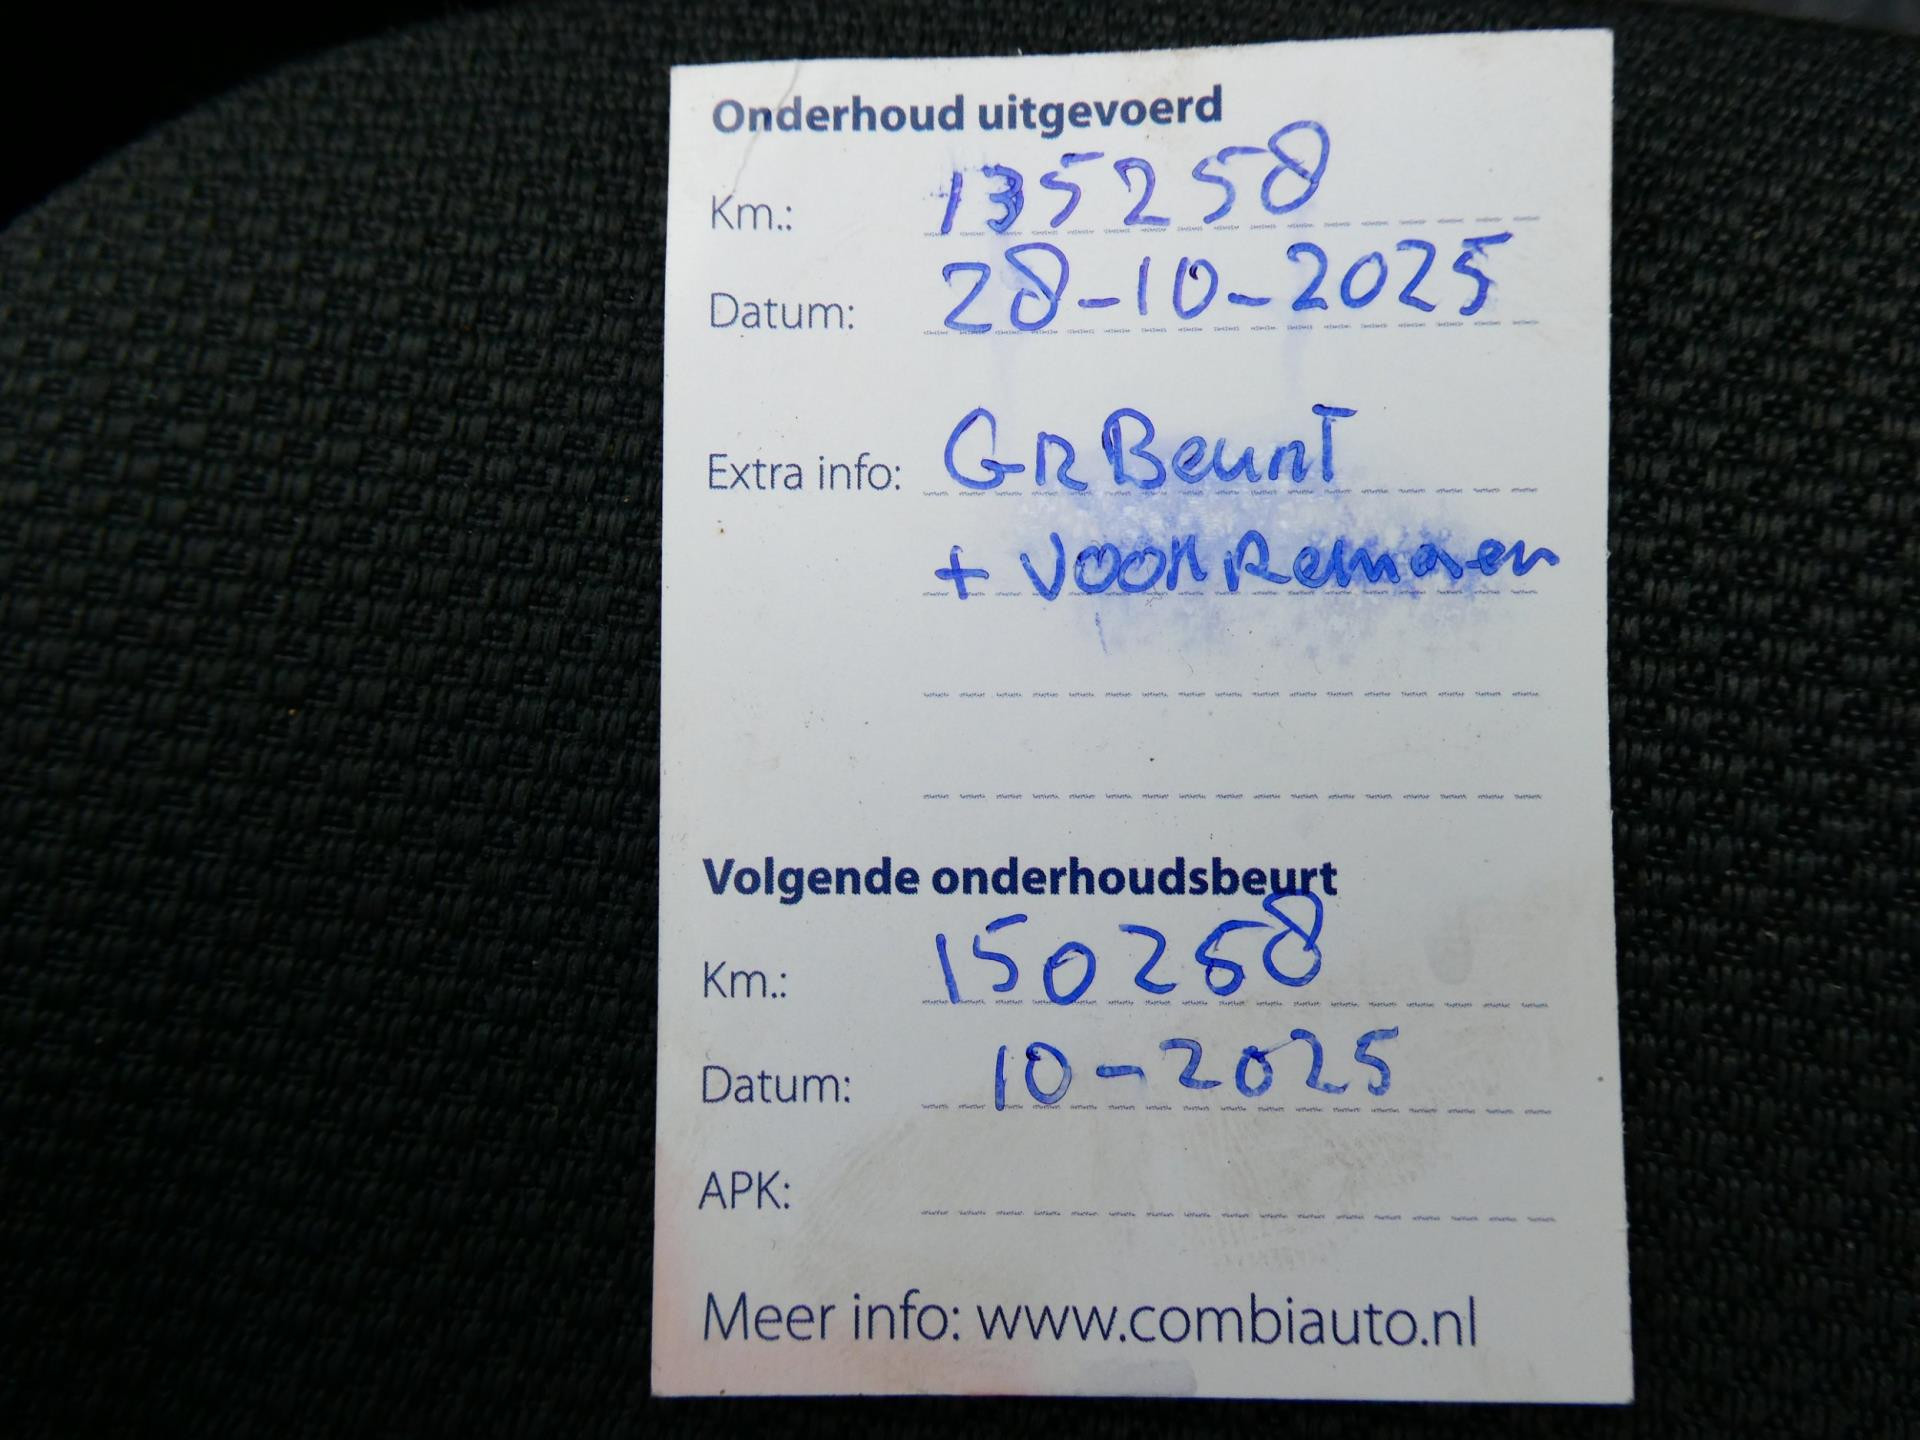 Onderhoud uitgevoerd
Km.: 135258
Datum: 28-10-2025
Extra info: GR Beurt
+ voor Remmen
Volgende onderhoudsbeurt
Km.: 150258
Datum: 10-2025
APK:
Meer info: www.combiauto.nl